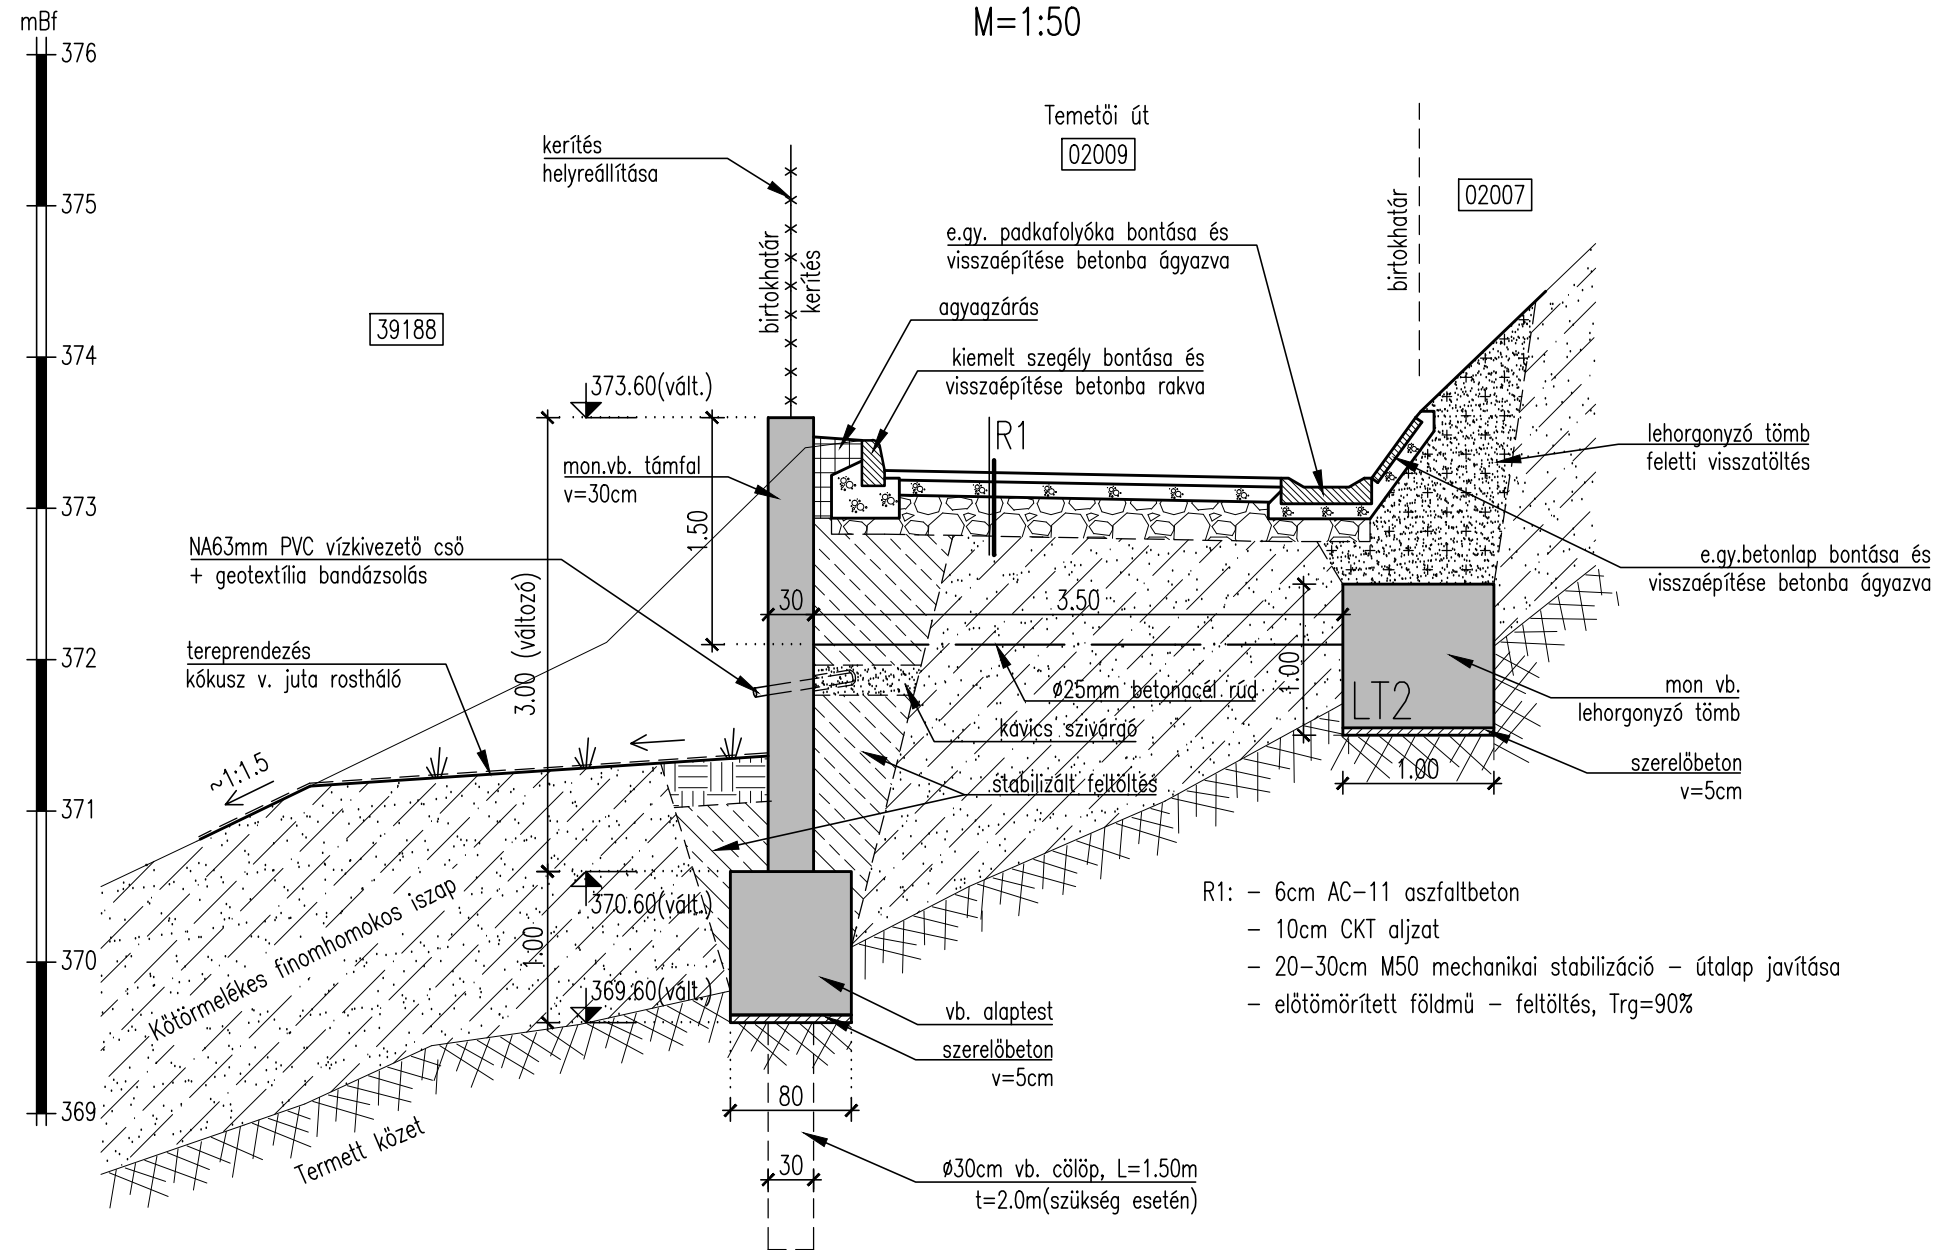 M=1:50
mBf
376
375
374
373
372
371
370
369
Temetői út
02009
02007
39188
birtokhatár
birtokhatár
kerítés
kerítés
helyreállítása
e.gy. padkafolyóka bontása és
visszaépítése betonba ágyazva
agyagzárás
kiemelt szegély bontása és
visszaépítése betonba rakva
373.60(vált.)
R1
mon.vb. támfal
v=30cm
1.50
lehorgonyzó tömb
feletti visszatöltés
NA63mm PVC vízkivezető cső
+ geotextília bandázsolás
e.gy.betonlap bontása és
visszaépítése betonba ágyazva
30
3.50
3.00 (változó)
tereprendezés
kókusz v. juta rostháló
1.00
ø25mm betonacél rúd
LT2
mon vb.
lehorgonyzó tömb
kavics szivárgó
~1:1.5
stabilizált feltöltés
1.00
szerelőbeton
v=5cm
370.60(vált.)
1.00
369.60(vált.)
Kőtörmelékes finomhomokos iszap
R1: - 6cm AC-11 aszfaltbeton
- 10cm CKT aljzat
- 20-30cm M50 mechanikai stabilizáció - útalap javítása
- előtömörített földmű - feltöltés, Trg=90%
vb. alaptest
szerelőbeton
v=5cm
80
Termett kőzet
30
ø30cm vb. cölöp, L=1.50m
t=2.0m(szükség esetén)